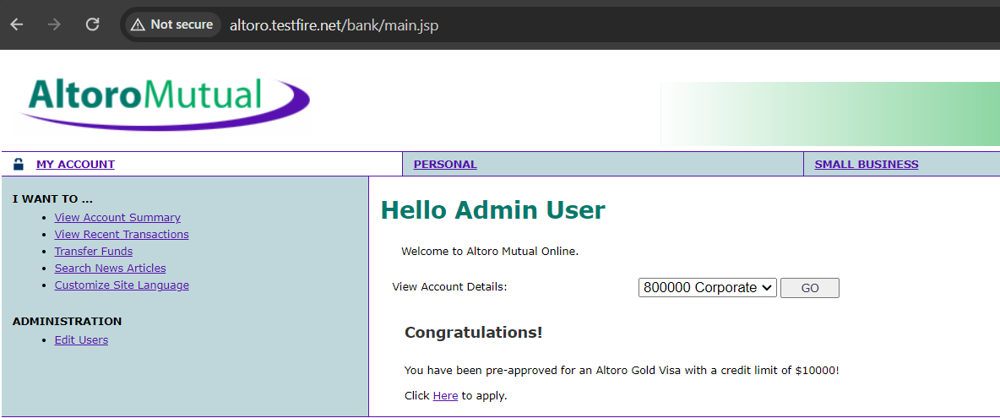 Not secure altoro.testfire.net/bank/main.jsp
AltoroMutual
MY ACCOUNT PERSONAL SMALL BUSINESS
I WANT TO ...
View Account Summary
View Recent Transactions
Transfer Funds
Search News Articles
Customize Site Language
ADMINISTRATION
Edit Users
Hello Admin User
Welcome to Altoro Mutual Online.
View Account Details: 800000 Corporate GO
Congratulations!
You have been pre-approved for an Altoro Gold Visa with a credit limit of $10000!
Click Here to apply.